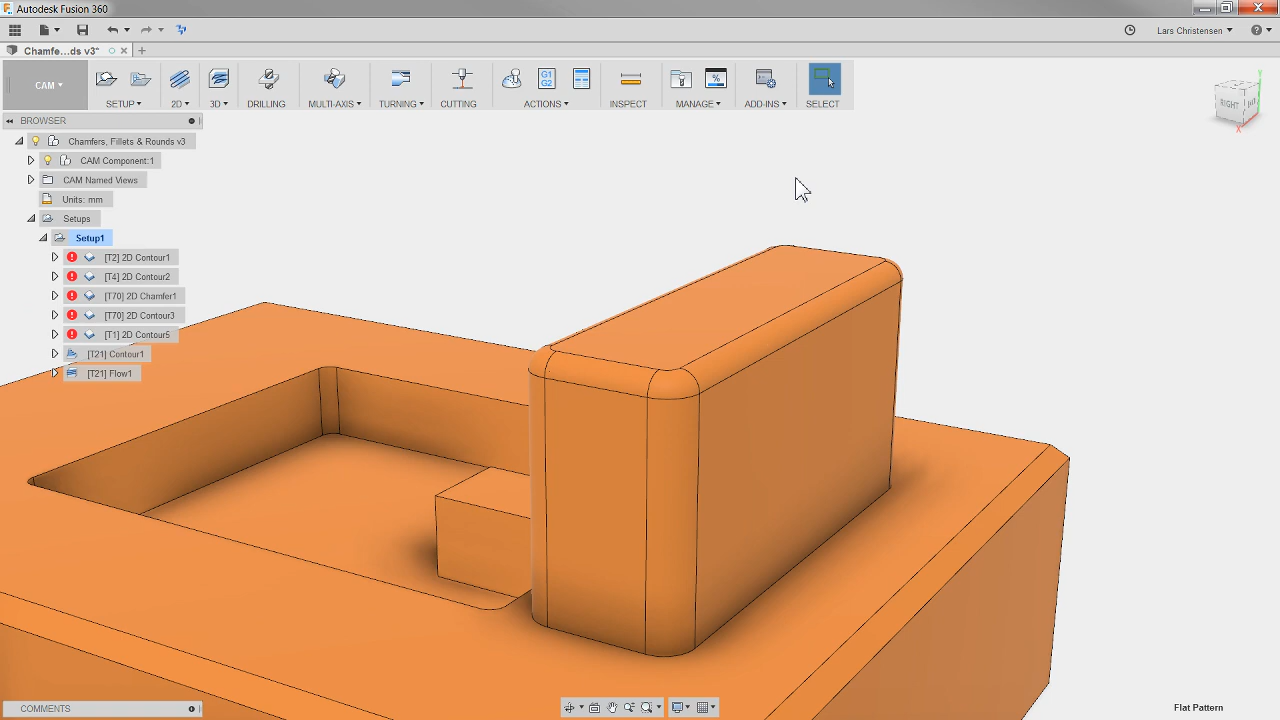 Autodesk Fusion 360
Lars Christensen
Chamfe...ds v3*
CAM
SETUP
2D
3D
DRILLING
MULTI-AXIS
TURNING
CUTTING
G1
G2
ACTIONS
INSPECT
MANAGE
ADD-INS
SELECT
BROWSER
Chamfers, Fillets & Rounds v3
CAM Component:1
CAM Named Views
Units: mm
Setups
Setup1
[T2] 2D Contour1
[T4] 2D Contour2
[T70] 2D Chamfer1
[T70] 2D Contour3
[T1] 2D Contour5
[T21] Contour1
[T21] Flow1
RIGHT
X
Y
COMMENTS
Flat Pattern